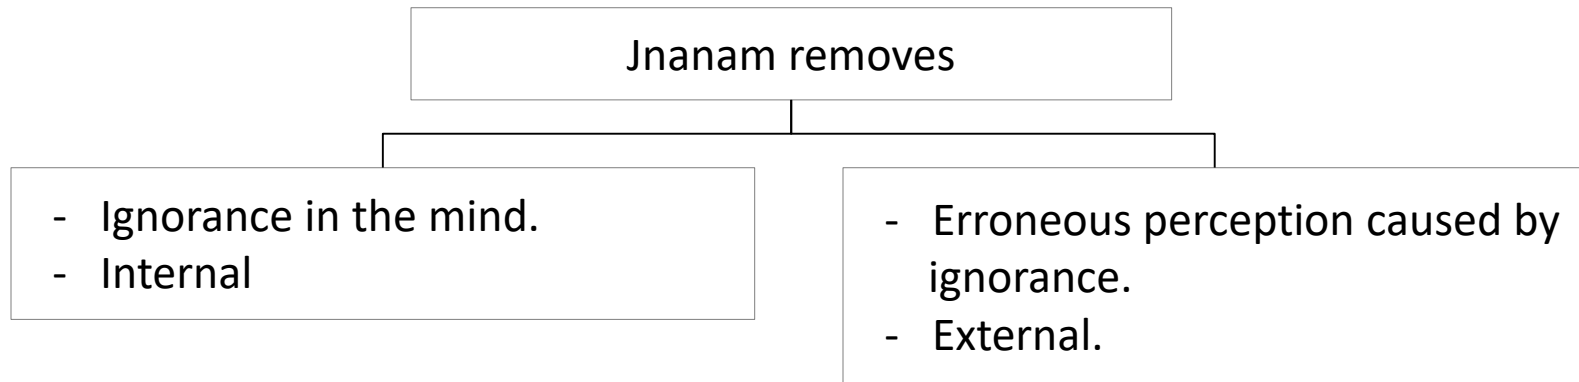 Jnanam removes
- Ignorance in the mind.
- Internal
- Erroneous perception caused by
ignorance.
- External.